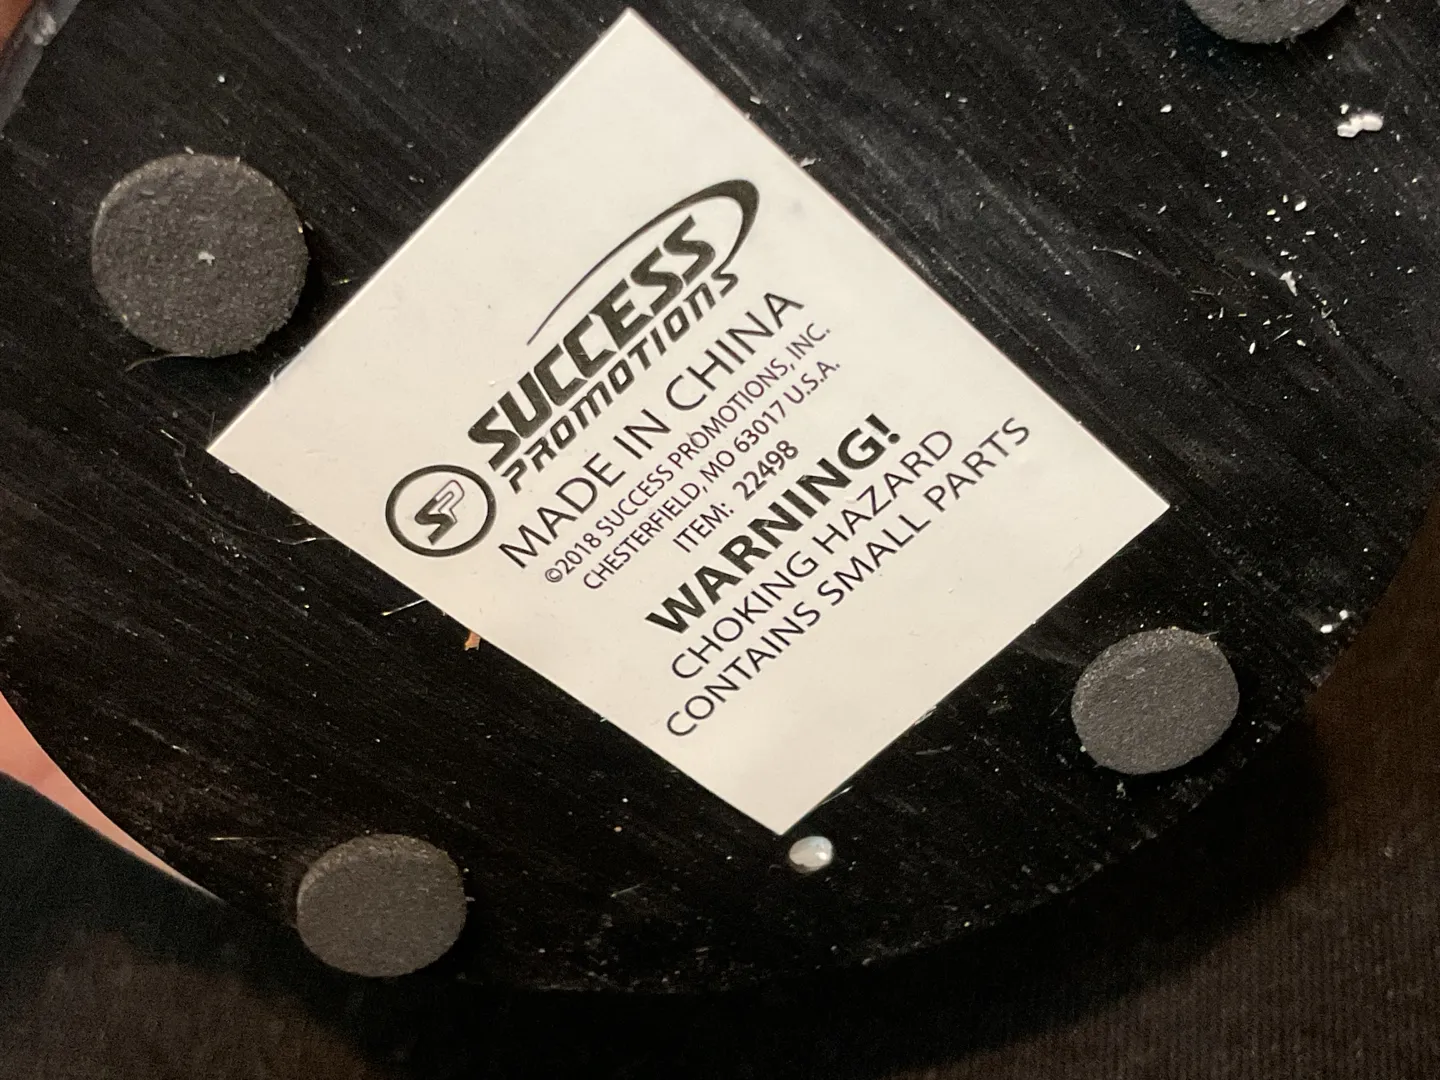 SUCCESS
PROMOTIONS
SP
MADE IN CHINA
©2018 SUCCESS PROMOTIONS, INC.
CHESTERFIELD, MO 63017 U.S.A.
ITEM: 22498
WARNING!
CHOKING HAZARD
CONTAINS SMALL PARTS